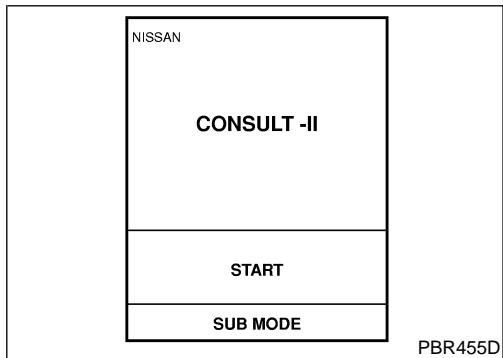 NISSAN
CONSULT -II
START
SUB MODE
PBR455D